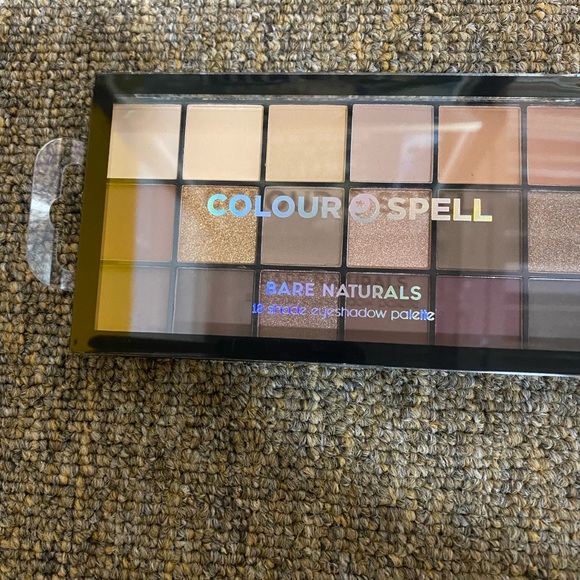 COLOUR SPELL
BARE NATURALS
18 shade eyeshadow palette